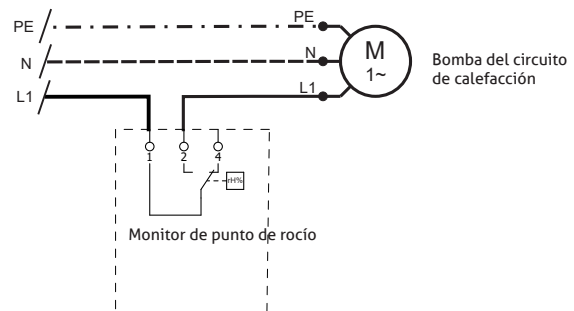 PE
PE
N
N
L1
L1
M
1~
Bomba del circuito
de calefacción
1
2
4
rH%
Monitor de punto de rocío